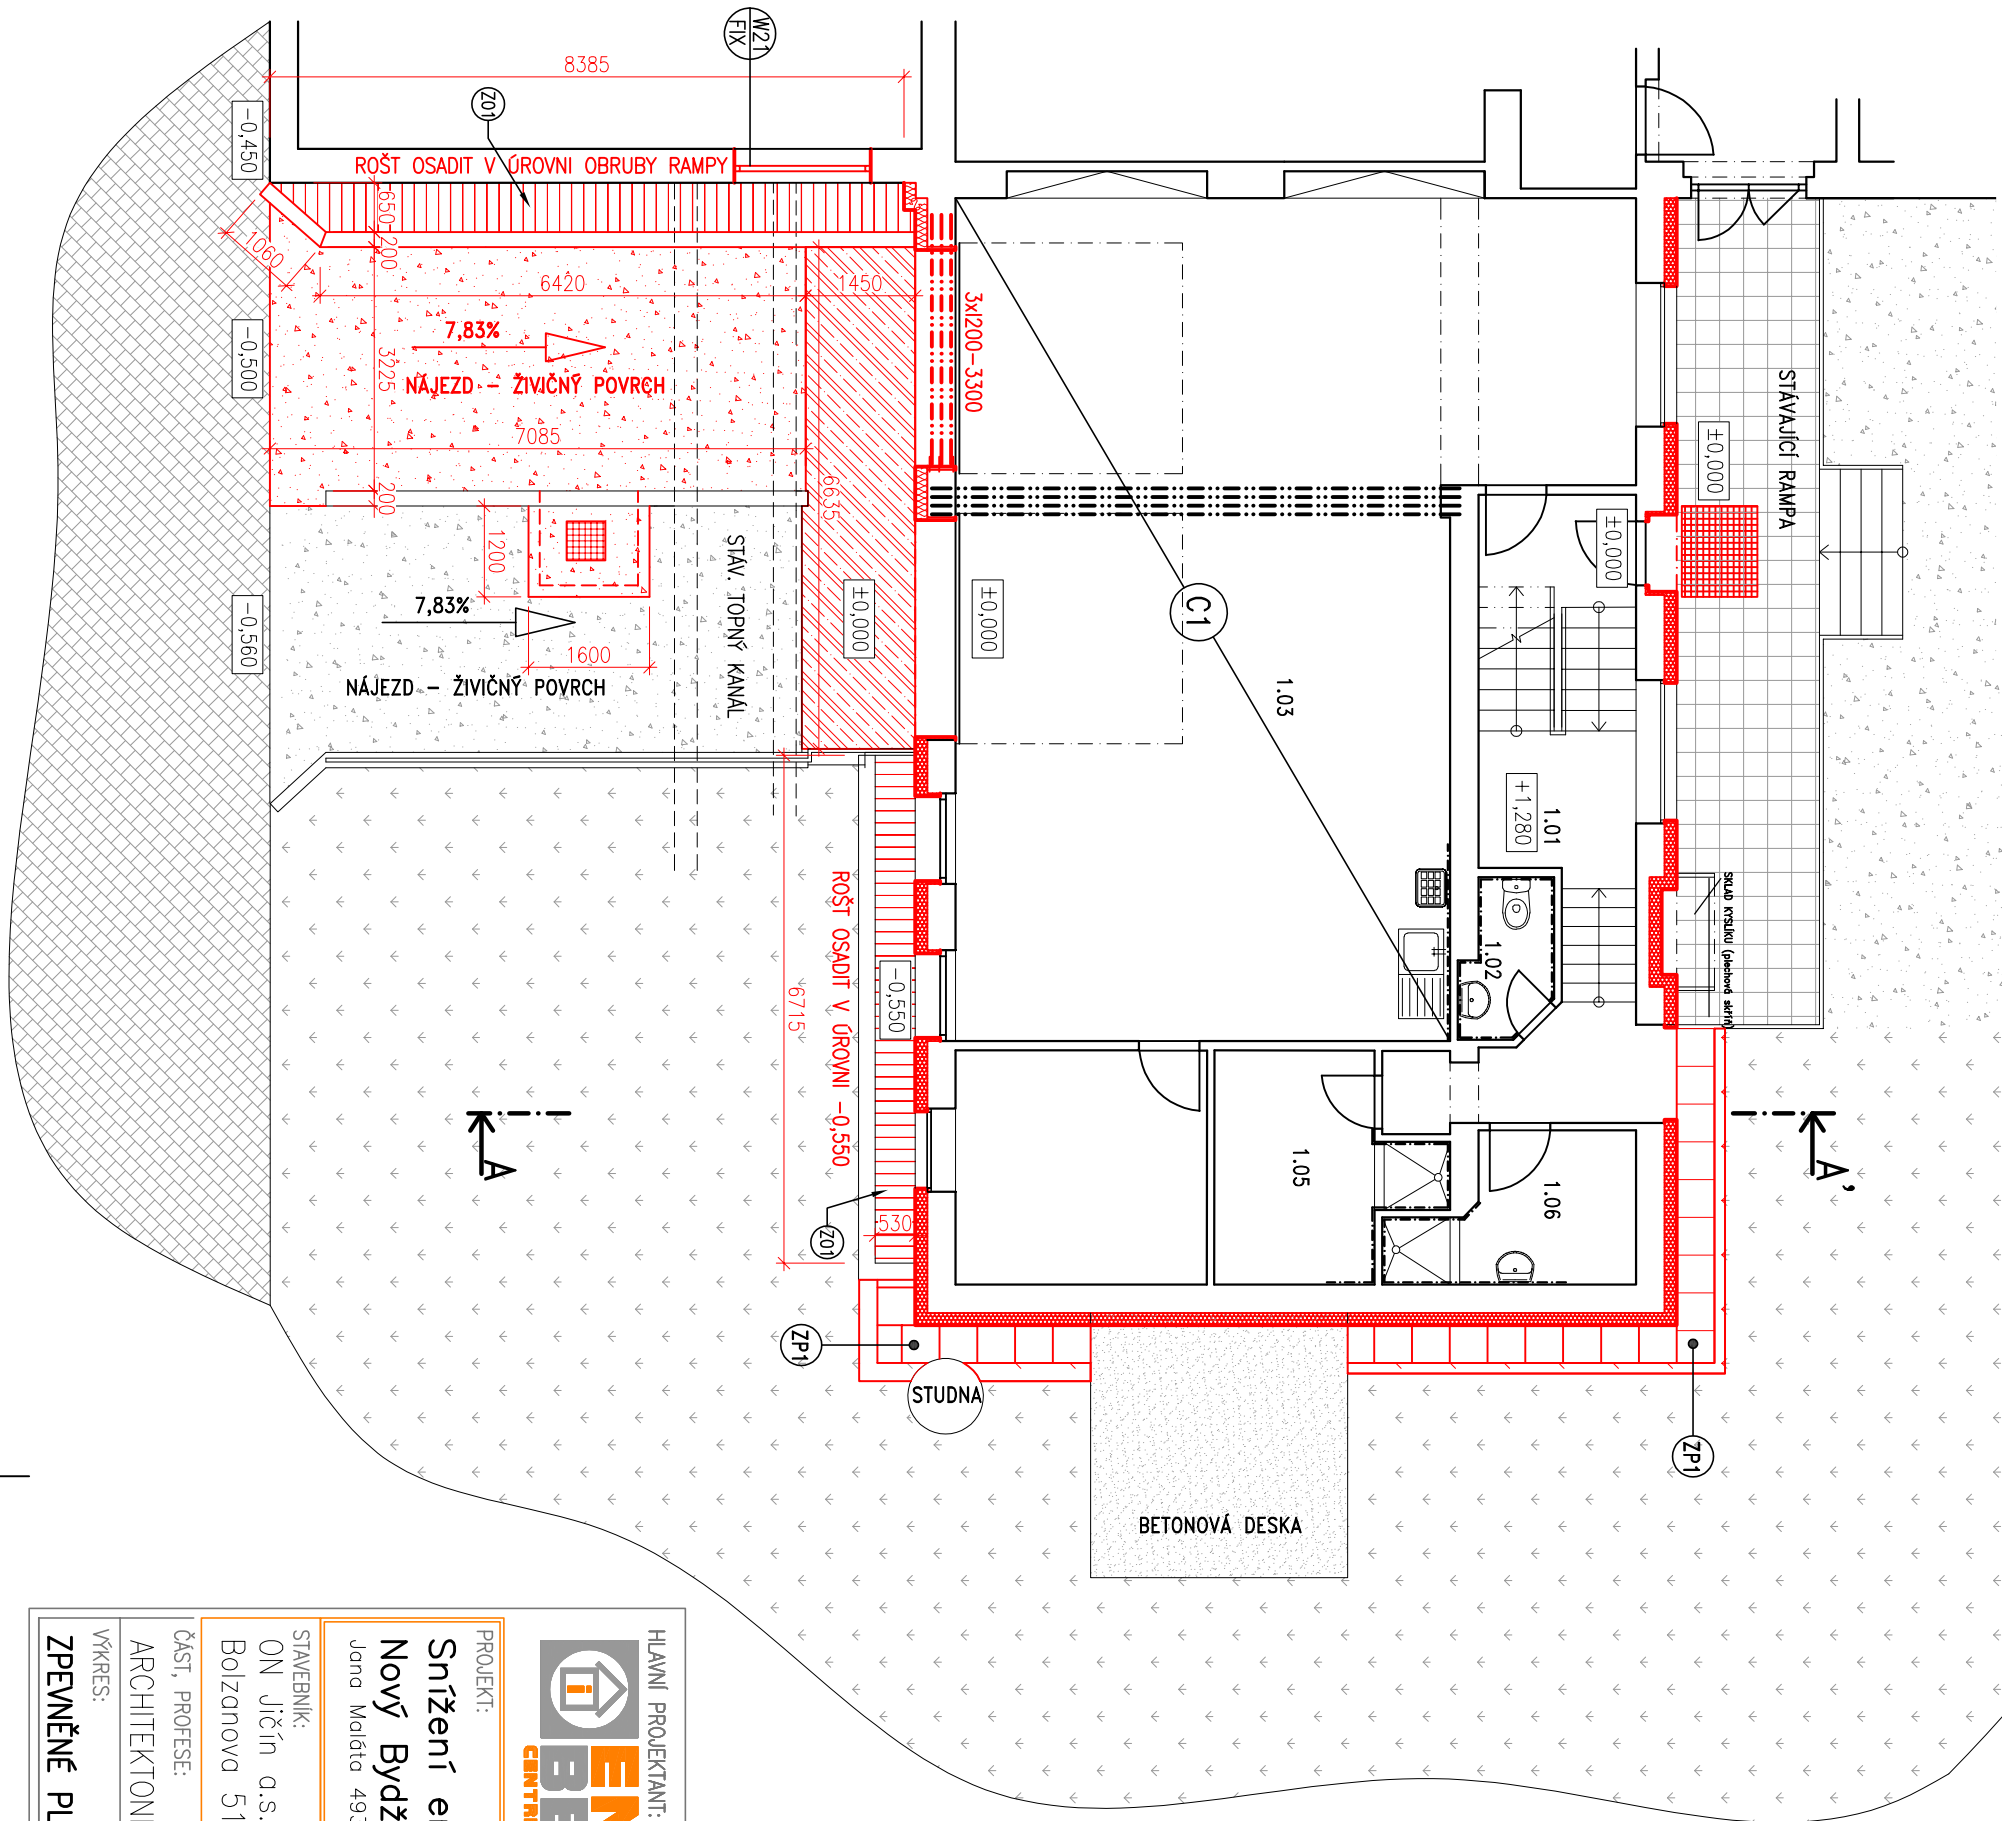 W21
FIX
8385
Z01
-0,450
ROŠT OSADIT V ÚROVNI OBRUBY RAMPY
650
200
1060
6420
1450
7,83%
3225
NÁJEZD - ŽIVIČNÝ POVRCH
-0,500
7085
3xI200-3300
6635
200
1200
STÁV. TOPNÝ KANÁL
7,83%
1600
NÁJEZD - ŽIVIČNÝ POVRCH
-0,560
±0,000
±0,000
C1
1.03
STÁVAJÍCÍ RAMPA
±0,000
±0,000
+1,280
1.01
1.02
SKLAD KYSLÍKU (plechová skříň)
ROŠT OSADIT V ÚROVNI -0,550
-0,550
6715
530
Z01
A
A'
1.05
1.06
ZP1
ZP1
STUDNA
BETONOVÁ DESKA
HLAVNÍ PROJEKTANT:
PROJEKT:
Snížení
Nový Bydž
Jana Maláta 493
STAVEBNÍK:
ON Jičín a.s.
Bolzanova 51
ČÁST, PROFESE:
ARCHITEKTON
VÝKRES:
ZPEVNĚNÉ PL